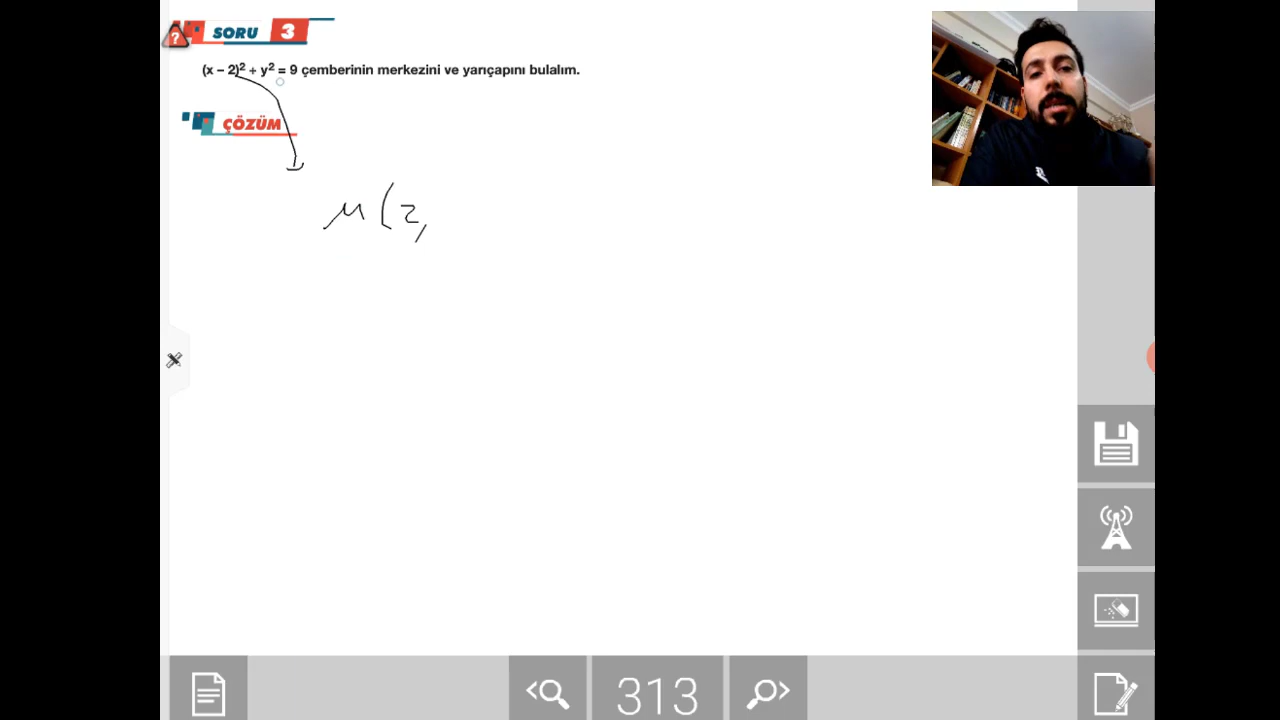 SORU 3
(x – 2)² + y² = 9 çemberinin merkezini ve yarıçapını bulalım.
ÇÖZÜM
M (2,
313